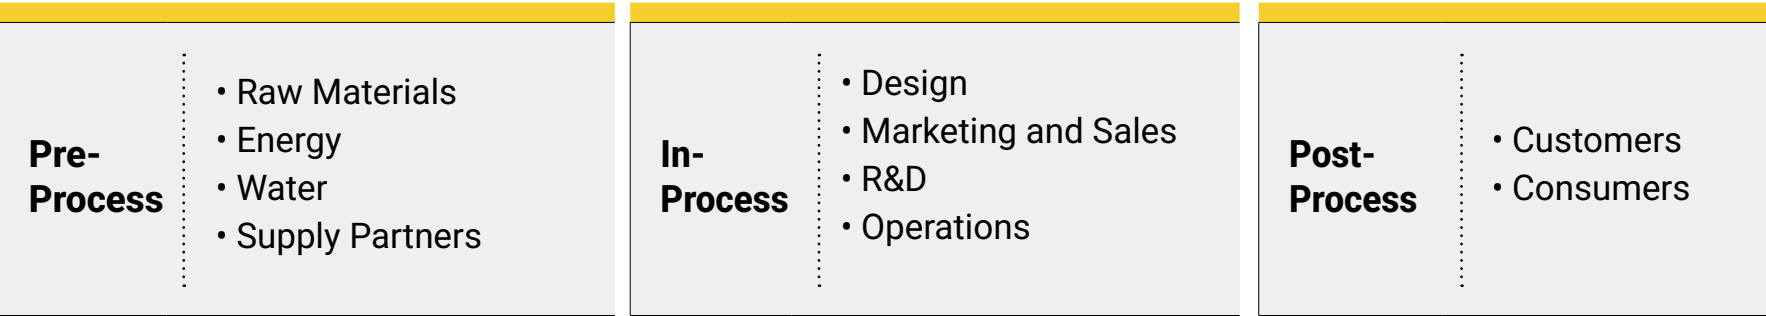 Pre-
Process
• Raw Materials
• Energy
• Water
• Supply Partners
In-
Process
• Design
• Marketing and Sales
• R&D
• Operations
Post-
Process
• Customers
• Consumers